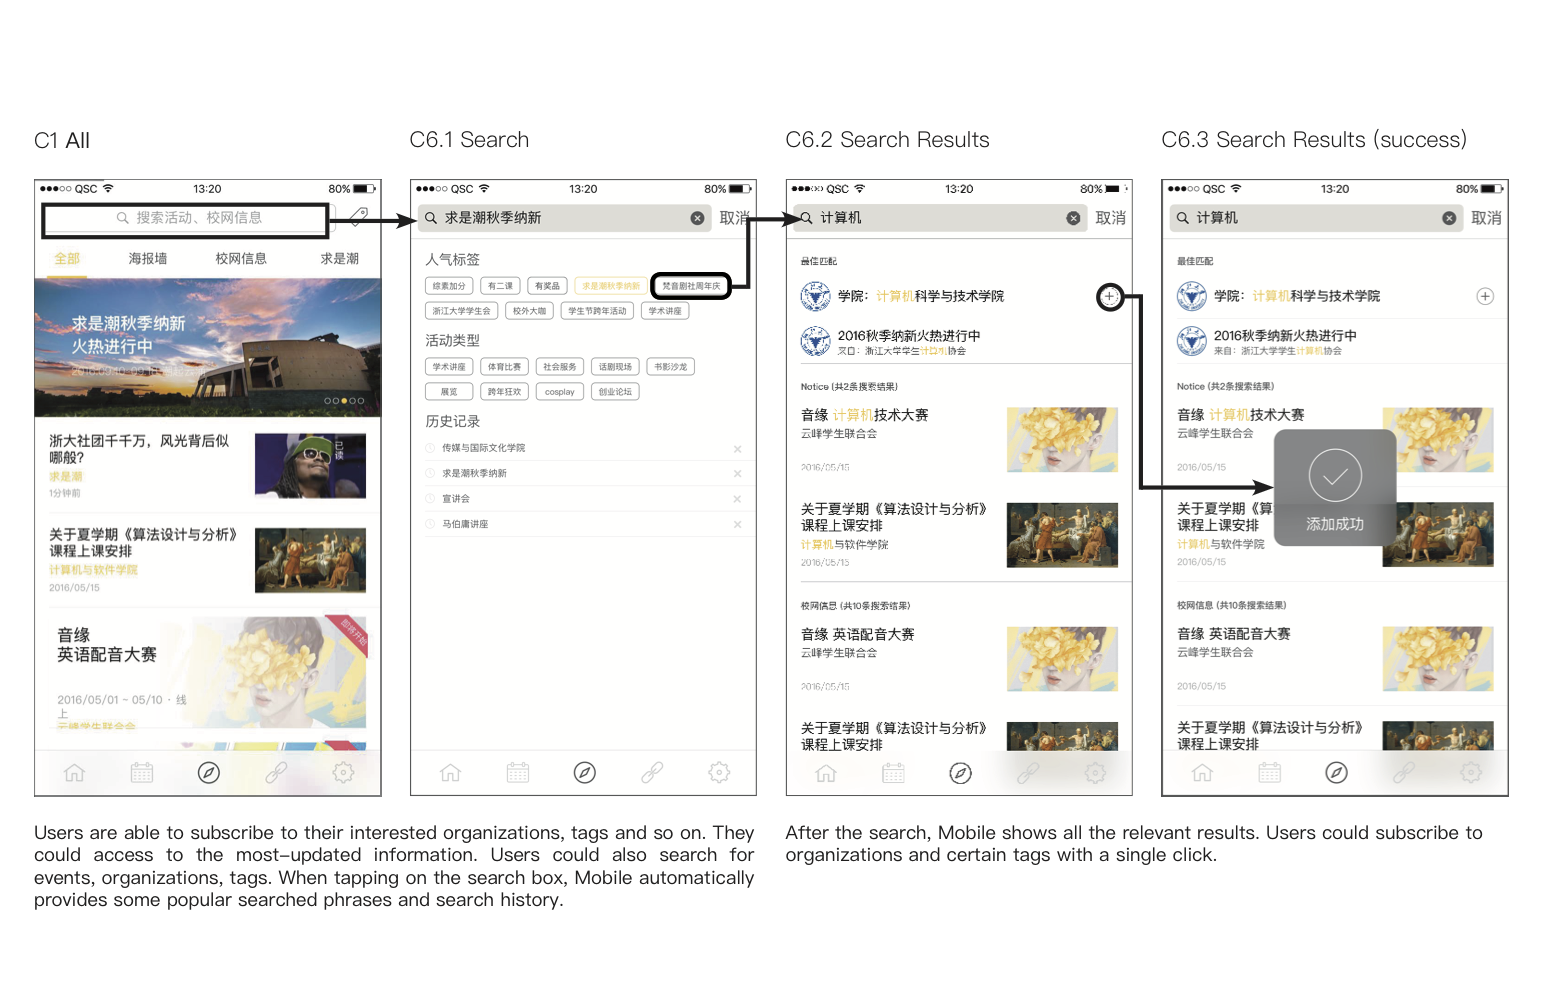 C1 All
●●●○○ QSC 13:20 80%
搜索活动、校网信息
全部 海报墙 校网信息 求是潮
求是潮秋季纳新
火热进行中
浙大社团千千万，风光背后似
哪般？
求是潮
1分钟前
已读
关于夏学期《算法设计与分析》
课程上课安排
计算机与软件学院
2016/05/15
音缘
英语配音大赛
即将开始
2016/05/01 ~ 05/10 · 线
上
云峰学生联合会
C6.1 Search
●●●○○ QSC 13:20 80%
求是潮秋季纳新 取消
人气标签
综素加分 有二课 有奖品 求是潮秋季纳新 梵音剧社周年庆
浙江大学学生会 校外大咖 学生节跨年活动 学术讲座
活动类型
学术讲座 体育比赛 社会服务 话剧现场 书影沙龙
展览 跨年狂欢 cosplay 创业论坛
历史记录
传媒与国际文化学院
求是潮秋季纳新
宣讲会
马伯庸讲座
C6.2 Search Results
●●●○○ QSC 13:20 80%
计算机 取消
最佳匹配
学院：计算机科学与技术学院
2016秋季纳新火热进行中
来自：浙江大学学生计算机协会
Notice (共2条搜索结果)
音缘 计算机技术大赛
云峰学生联合会
2016/05/15
关于夏学期《算法设计与分析》
课程上课安排
计算机与软件学院
2016/05/15
校网信息 (共10条搜索结果)
音缘 英语配音大赛
云峰学生联合会
2016/05/15
关于夏学期《算法设计与分析》
课程上课安排
C6.3 Search Results (success)
●●●○○ QSC 13:20 80%
计算机 取消
最佳匹配
学院：计算机科学与技术学院
2016秋季纳新火热进行中
来自：浙江大学学生计算机协会
Notice (共2条搜索结果)
音缘 计算机技术大赛
云峰学生联合会
2016/05/15
关于夏学期《算
课程上课安排
计算机与软件学院
2016/05/15
添加成功
校网信息 (共10条搜索结果)
音缘 英语配音大赛
云峰学生联合会
2016/05/15
关于夏学期《算法设计与分析》
课程上课安排
Users are able to subscribe to their interested organizations, tags and so on. They
could access to the most-updated information. Users could also search for
events, organizations, tags. When tapping on the search box, Mobile automatically
provides some popular searched phrases and search history.
After the search, Mobile shows all the relevant results. Users could subscribe to
organizations and certain tags with a single click.